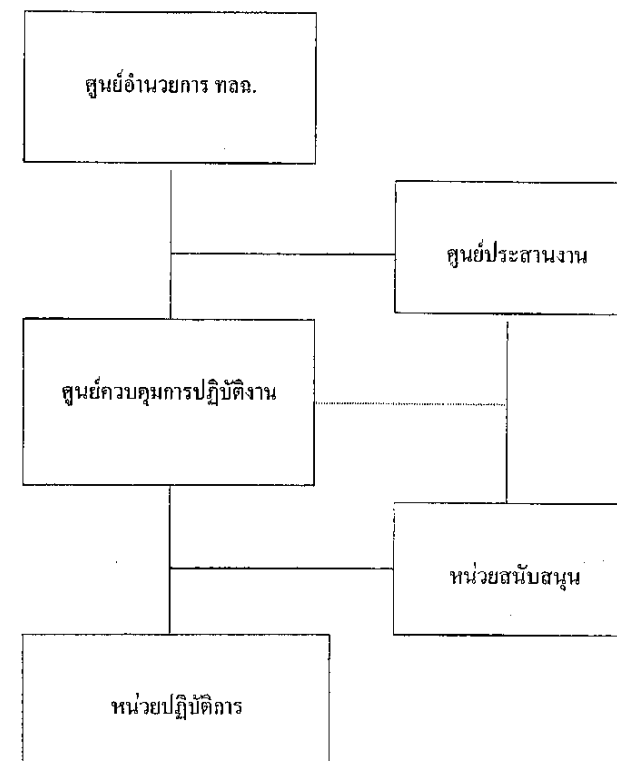 ศูนย์อำนวยการ ทลฉ.
ศูนย์ประสานงาน
ศูนย์ควบคุมการปฏิบัติงาน
หน่วยสนับสนุน
หน่วยปฏิบัติการ